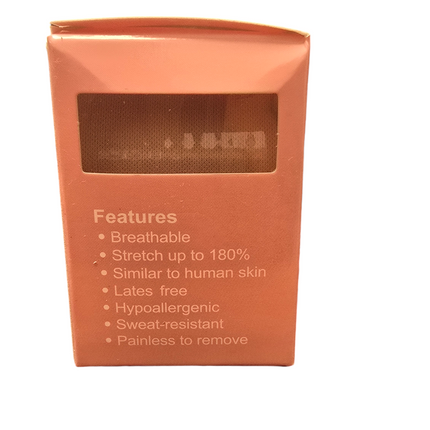 Features
• Breathable
• Stretch up to 180%
• Similar to human skin
• Lates free
• Hypoallergenic
• Sweat-resistant
• Painless to remove